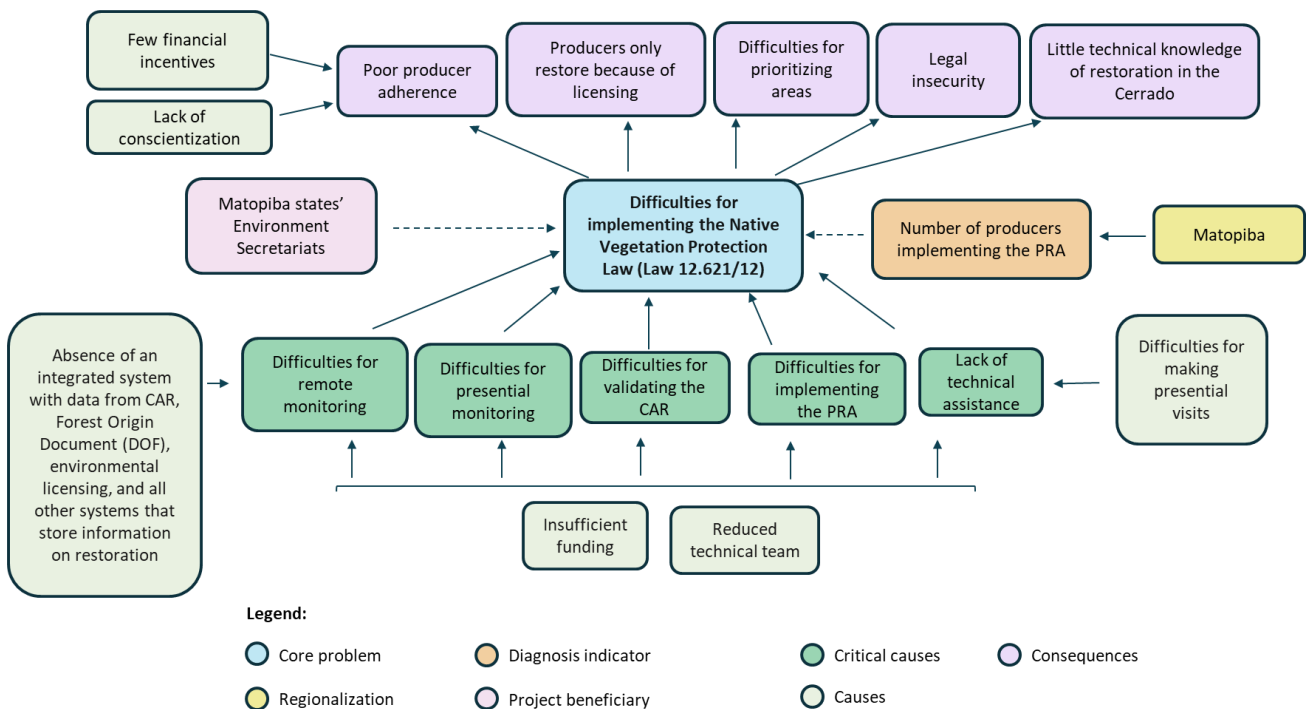 Few financial
incentives
Lack of
conscientization
Poor producer
adherence
Producers only
restore because of
licensing
Difficulties for
prioritizing
areas
Legal
insecurity
Little technical knowledge
of restoration in the
Cerrado
Matopiba states’
Environment
Secretariats
Difficulties for
implementing the Native
Vegetation Protection
Law (Law 12.621/12)
Number of producers
implementing the PRA
Matopiba
Absence of an
integrated system
with data from CAR,
Forest Origin
Document (DOF),
environmental
licensing, and all
other systems that
store information
on restoration
Difficulties for
remote
monitoring
Difficulties for
presential
monitoring
Difficulties for
validating the
CAR
Difficulties for
implementing
the PRA
Lack of
technical
assistance
Difficulties for
making
presential
visits
Insufficient
funding
Reduced
technical team
Legend:
Core problem
Diagnosis indicator
Critical causes
Consequences
Regionalization
Project beneficiary
Causes